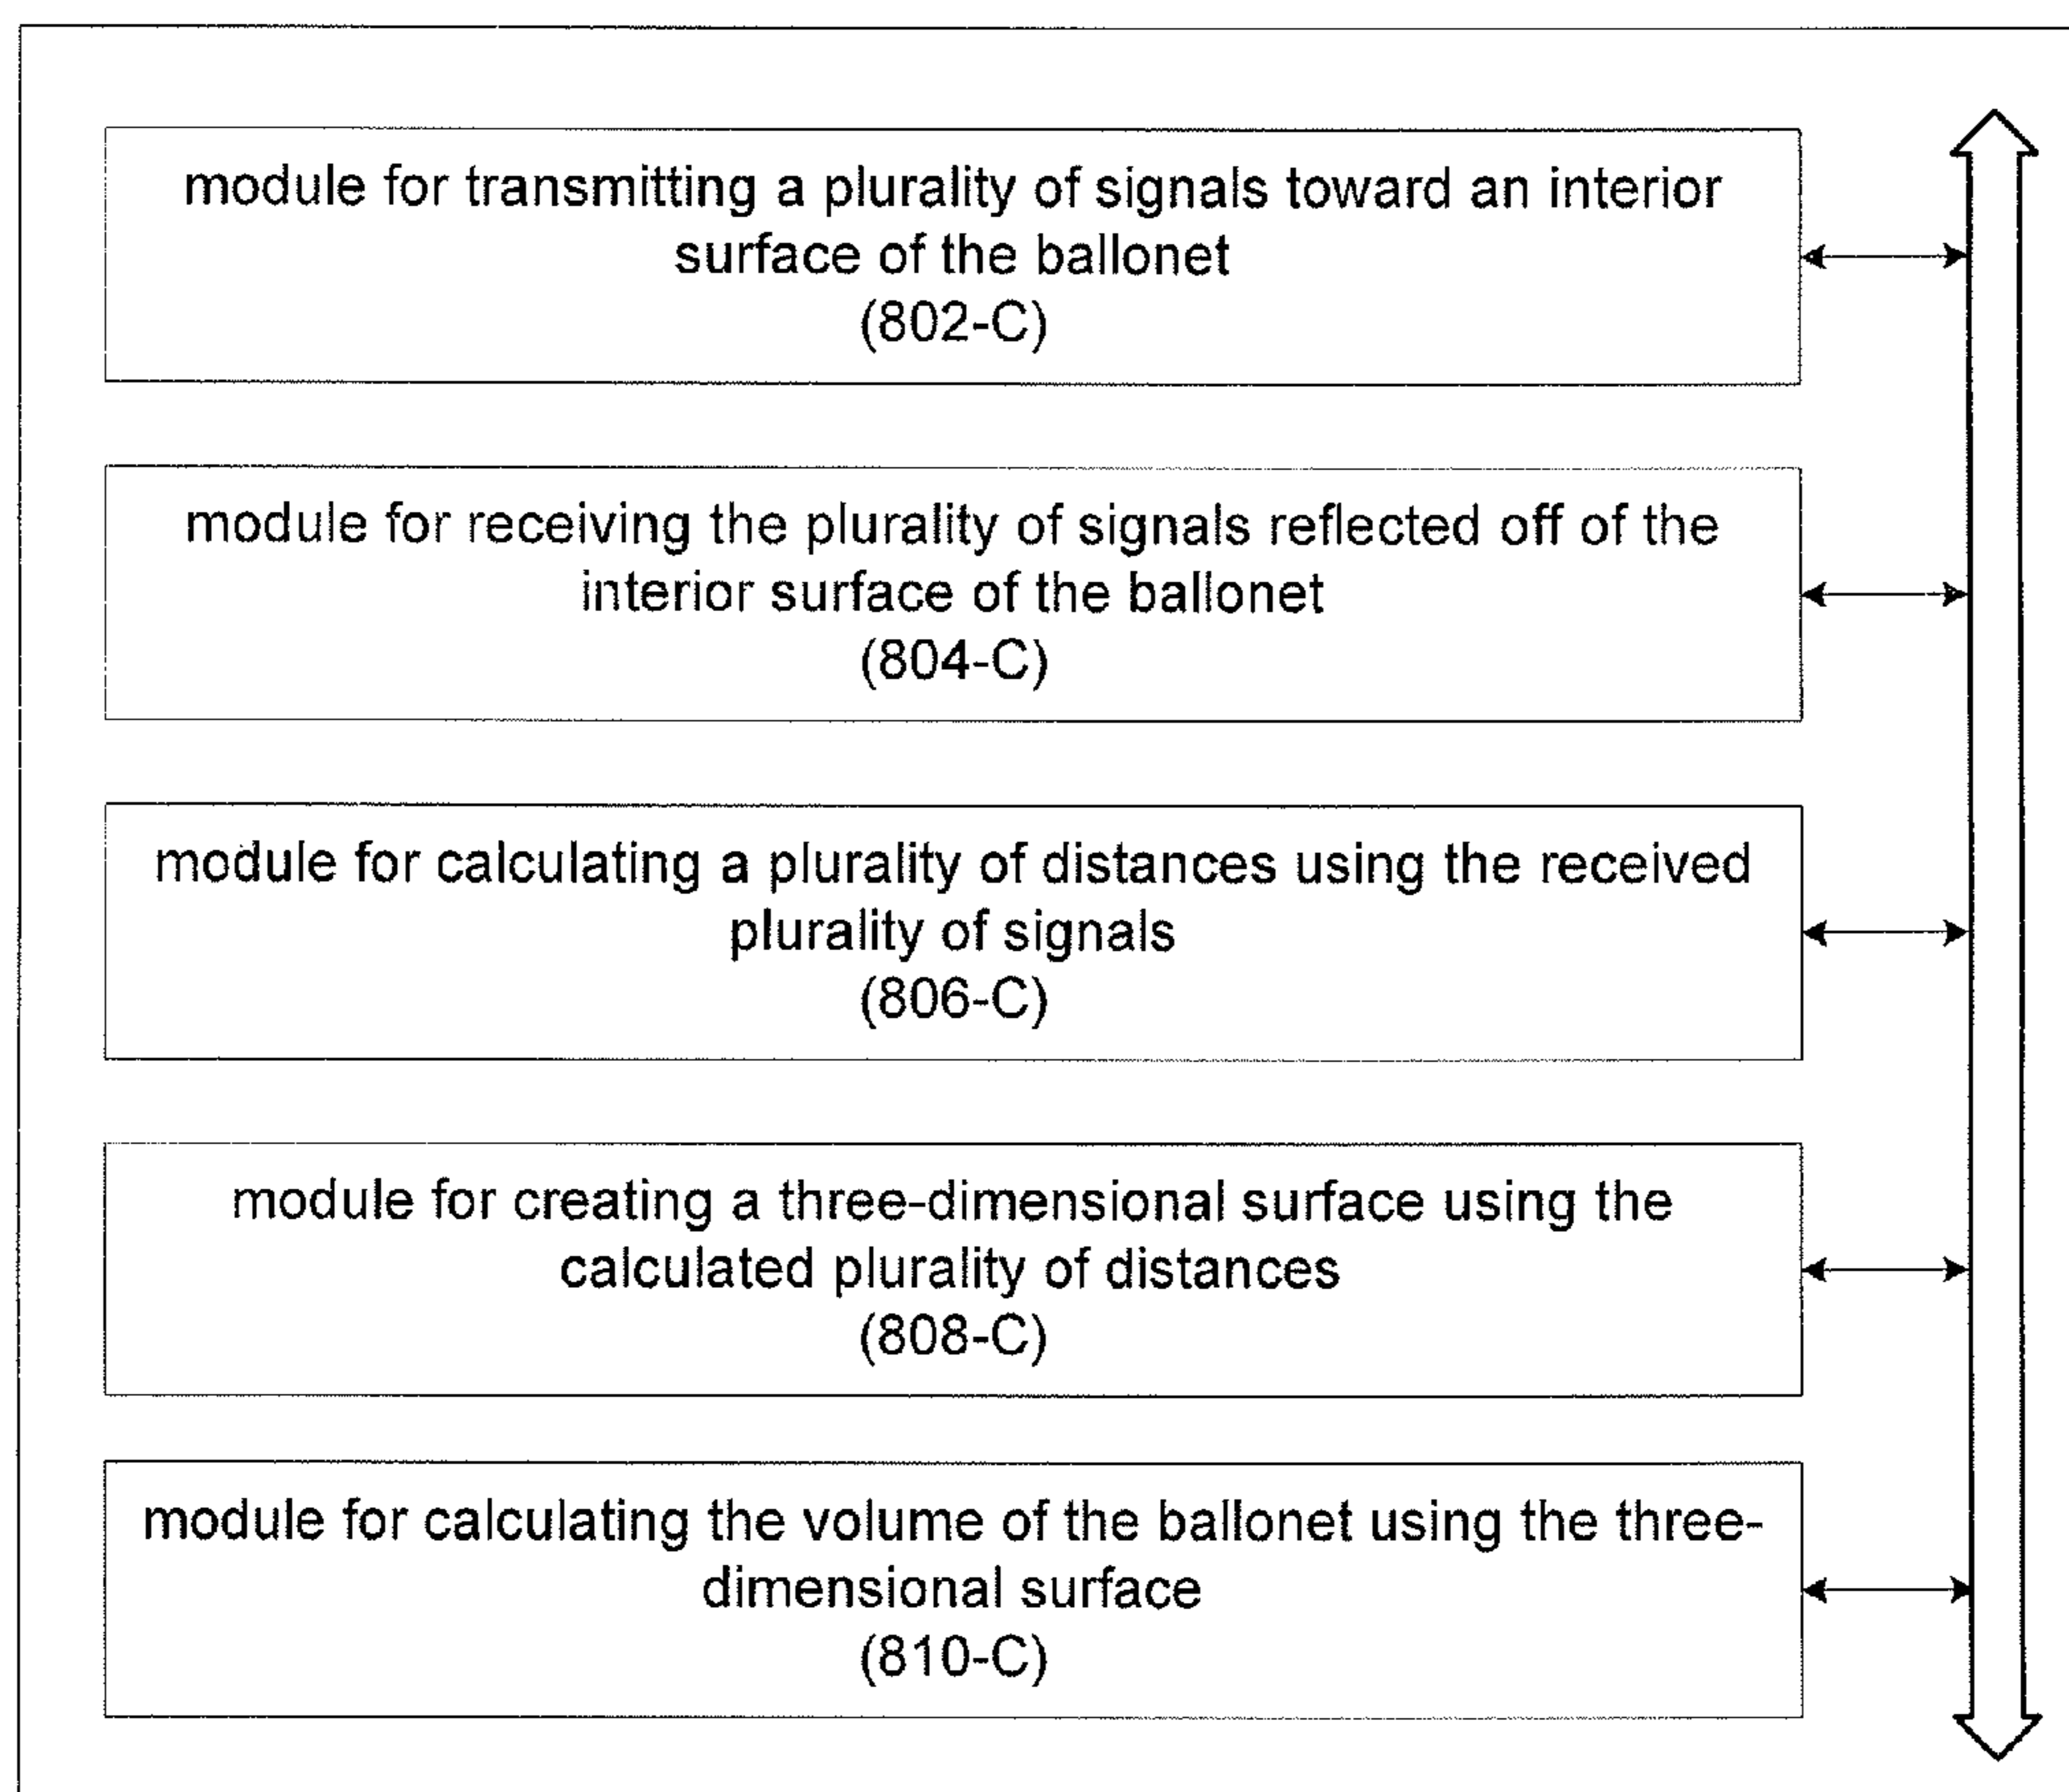 module for transmitting a plurality of signals toward an interior
surface of the ballonet
(802-C)
module for receiving the plurality of signals reflected off of the
interior surface of the ballonet
(804-C)
module for calculating a plurality of distances using the received
plurality of signals
(806-C)
module for creating a three-dimensional surface using the
calculated plurality of distances
(808-C)
module for calculating the volume of the ballonet using the three-
dimensional surface
(810-C)